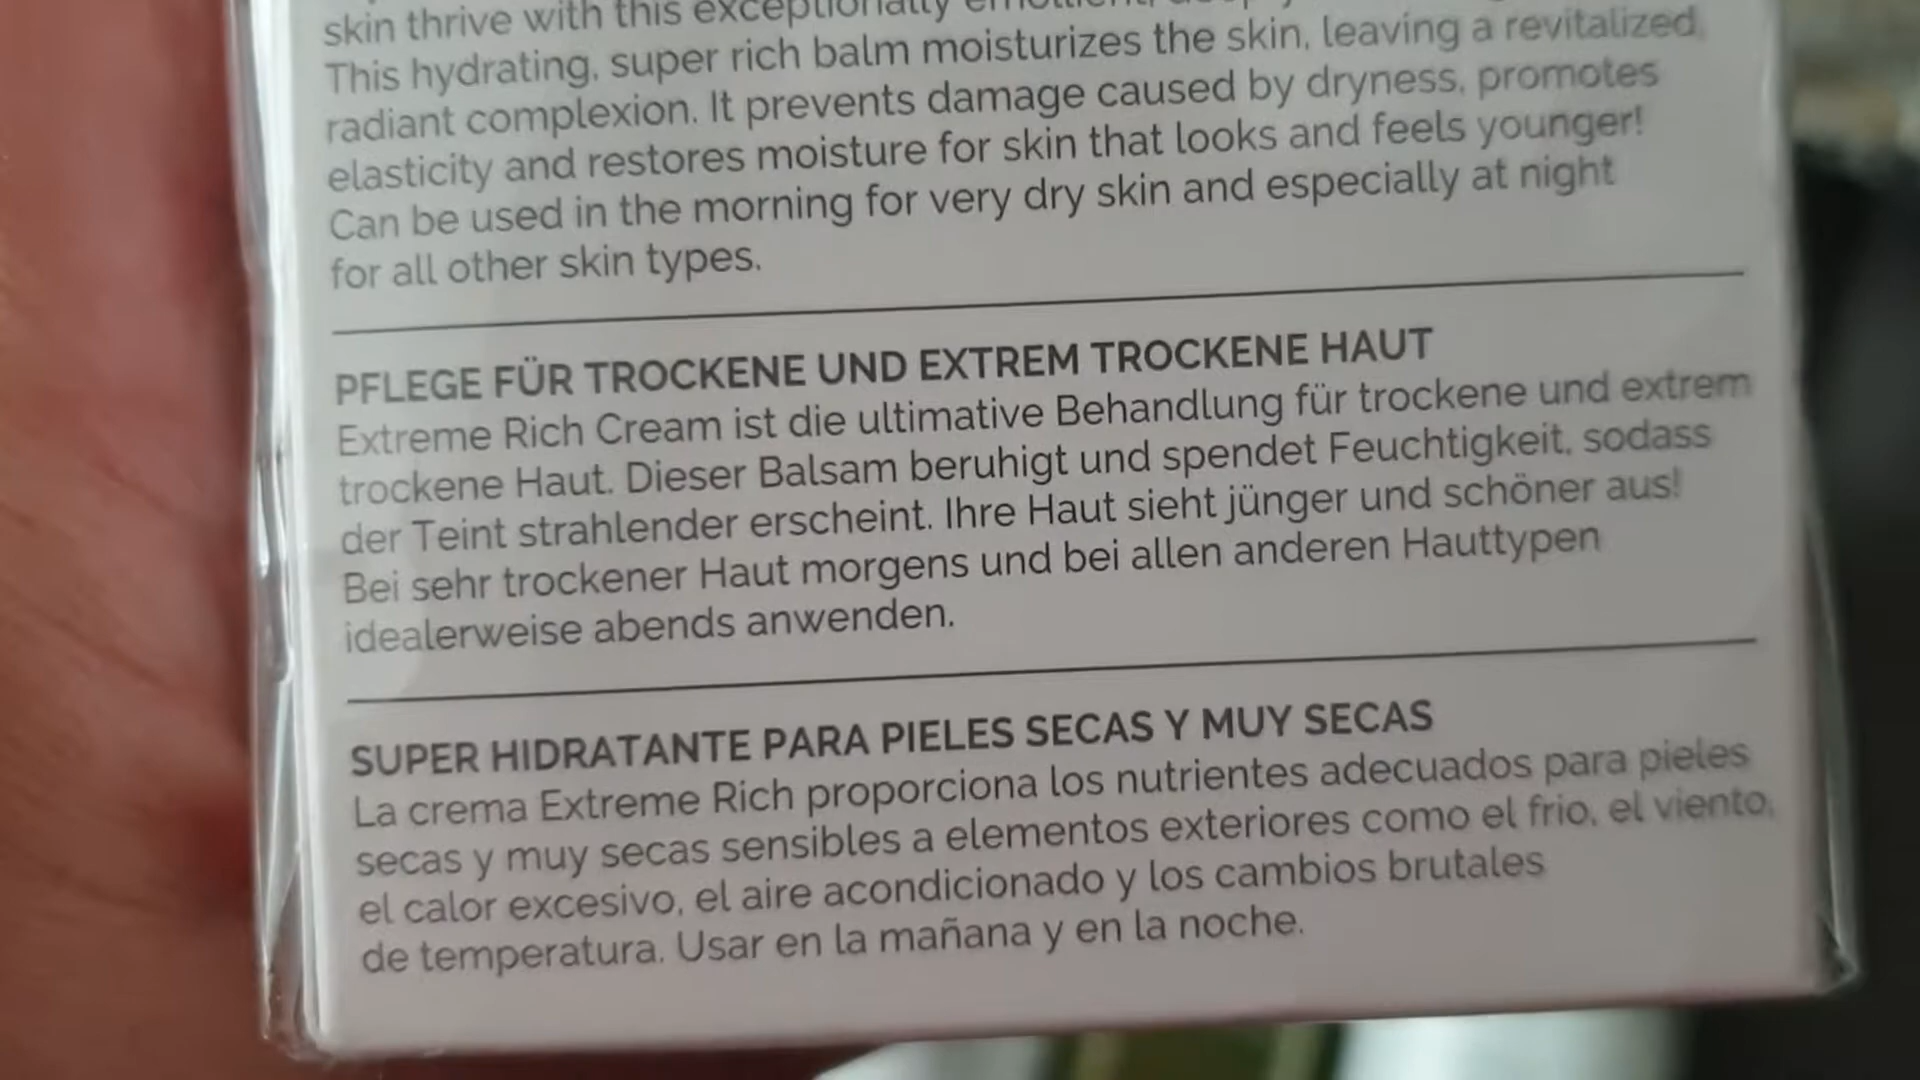 skin thrive with this exceptionally
This hydrating, super rich balm moisturizes the skin, leaving a revitalized,
radiant complexion. It prevents damage caused by dryness, promotes
elasticity and restores moisture for skin that looks and feels younger!
Can be used in the morning for very dry skin and especially at night
for all other skin types.
PFLEGE FÜR TROCKENE UND EXTREM TROCKENE HAUT
Extreme Rich Cream ist die ultimative Behandlung für trockene und extrem
trockene Haut. Dieser Balsam beruhigt und spendet Feuchtigkeit, sodass
der Teint strahlender erscheint. Ihre Haut sieht jünger und schöner aus!
Bei sehr trockener Haut morgens und bei allen anderen Hauttypen
idealerweise abends anwenden.
SUPER HIDRATANTE PARA PIELES SECAS Y MUY SECAS
La crema Extreme Rich proporciona los nutrientes adecuados para pieles
secas y muy secas sensibles a elementos exteriores como el frio, el viento,
el calor excesivo, el aire acondicionado y los cambios brutales
de temperatura. Usar en la mañana y en la noche.